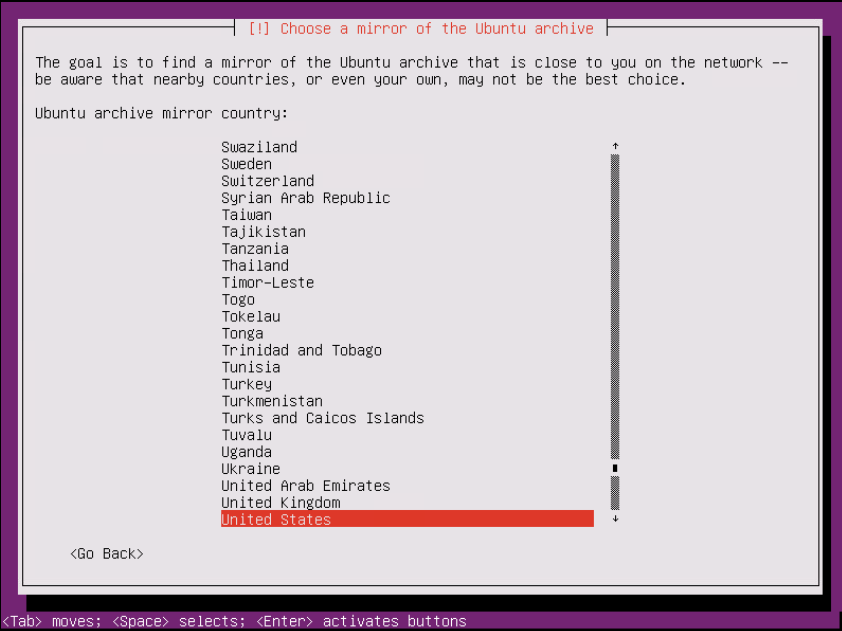 [!] Choose a mirror of the Ubuntu archive
The goal is to find a mirror of the Ubuntu archive that is close to you on the network --
be aware that nearby countries, or even your own, may not be the best choice.
Ubuntu archive mirror country:
Swaziland
Sweden
Switzerland
Syrian Arab Republic
Taiwan
Tajikistan
Tanzania
Thailand
Timor-Leste
Togo
Tokelau
Tonga
Trinidad and Tobago
Tunisia
Turkey
Turkmenistan
Turks and Caicos Islands
Tuvalu
Uganda
Ukraine
United Arab Emirates
United Kingdom
United States
<Go Back>
<Tab> moves; <Space> selects; <Enter> activates buttons